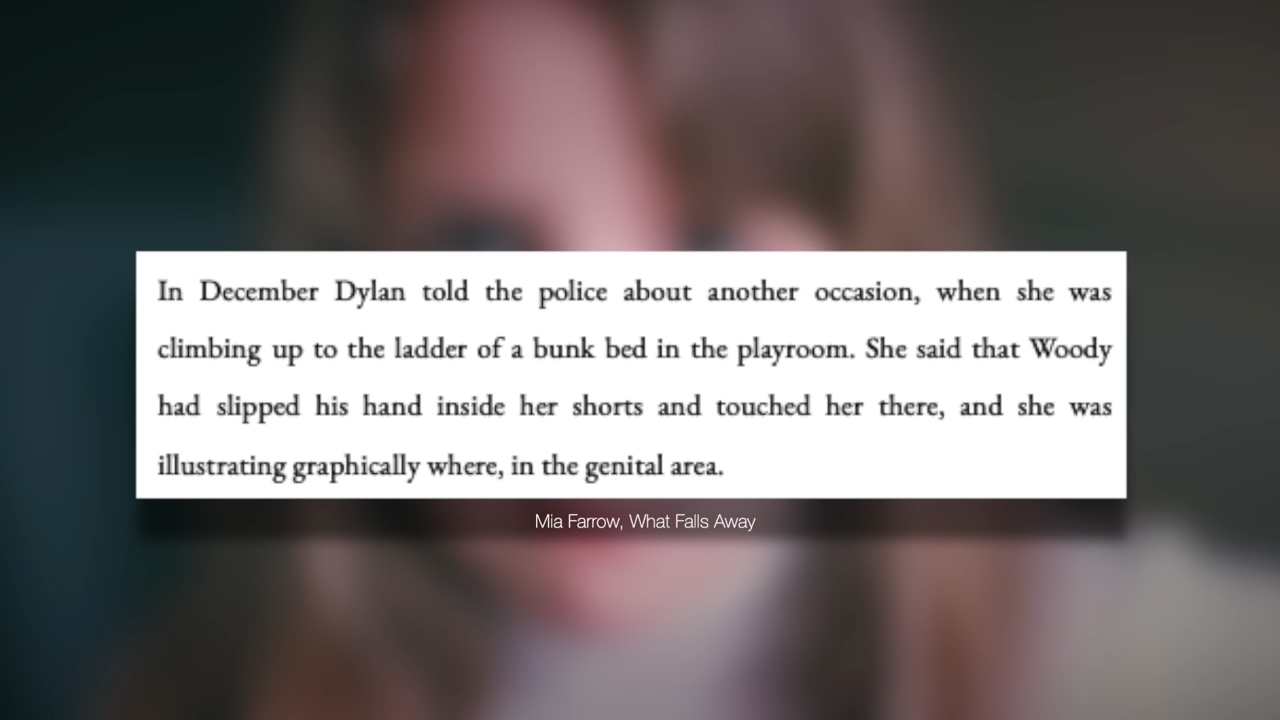 In December Dylan told the police about another occasion, when she was
climbing up to the ladder of a bunk bed in the playroom. She said that Woody
had slipped his hand inside her shorts and touched her there, and she was
illustrating graphically where, in the genital area.
Mia Farrow, What Falls Away